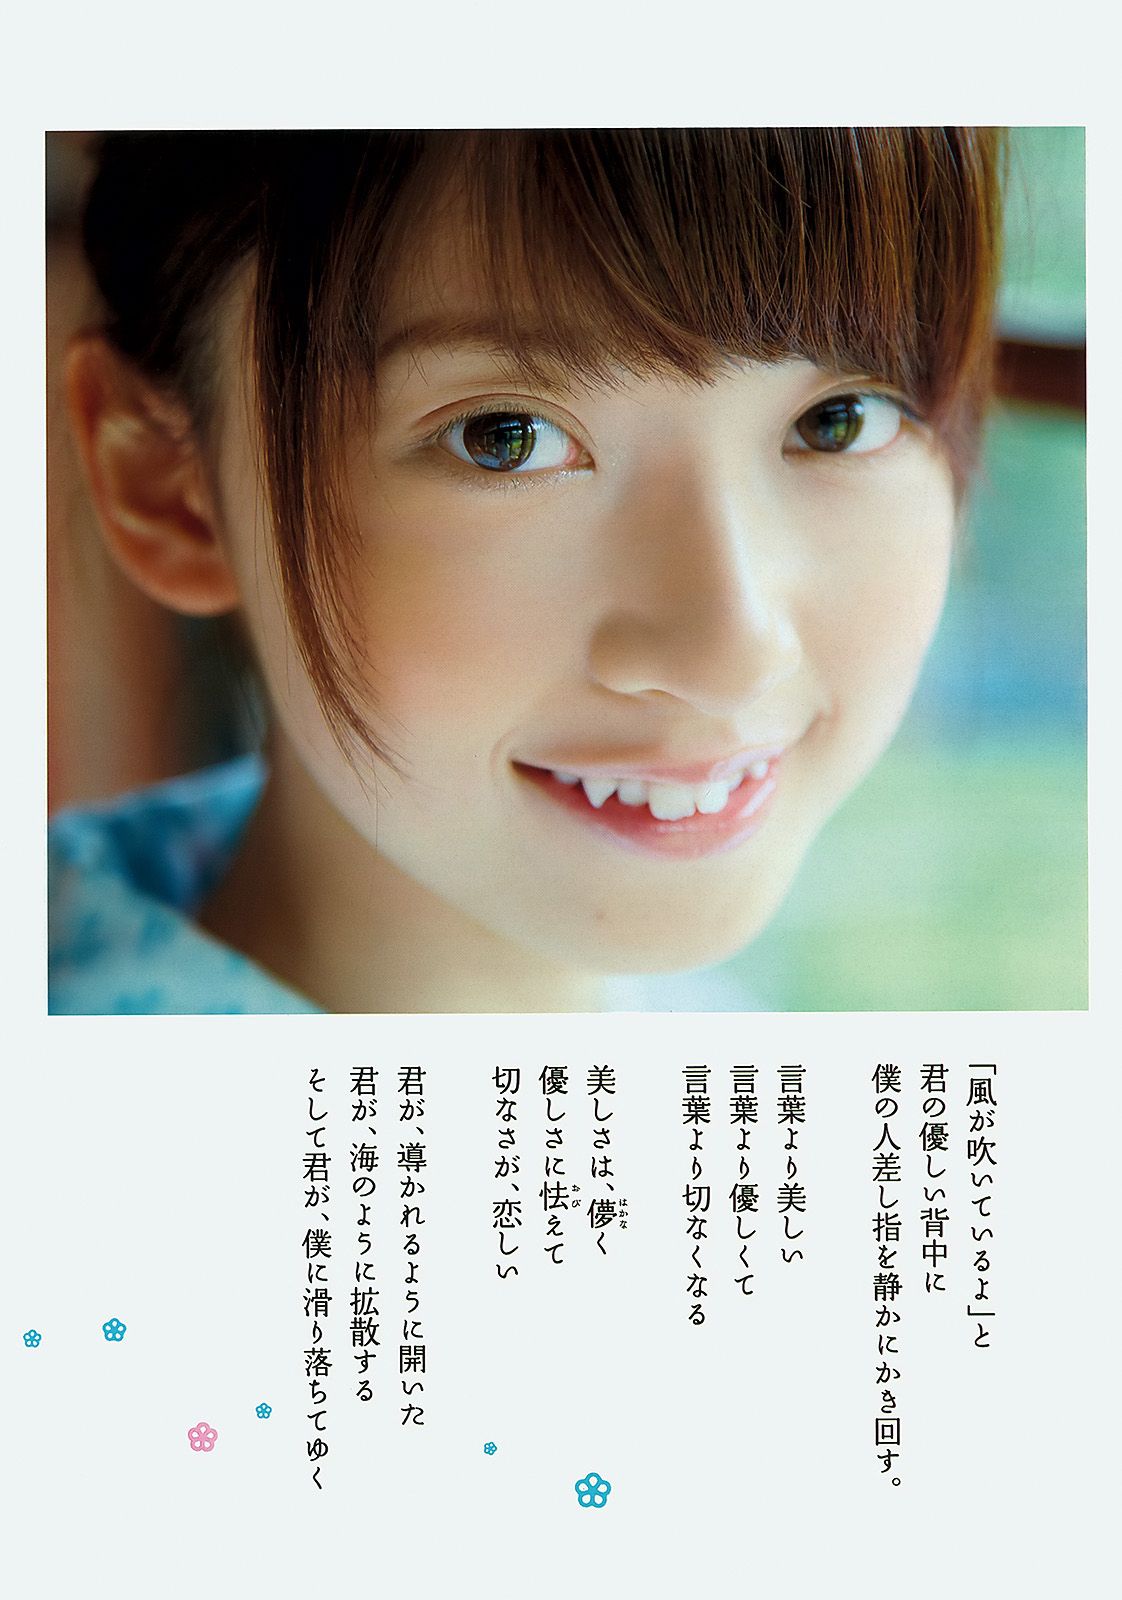 「風が吹いているよ」と
君の優しい背中に
僕の人差し指を静かにかき回す。
言葉より美しい
言葉より優しくて
言葉より切なくなる
美しさは、儚く
はかな
優しさに怯えて
おび
切なさが、恋しい
君が、導かれるように開いた
君が、海のように拡散する
そして君が、僕に滑り落ちてゆく